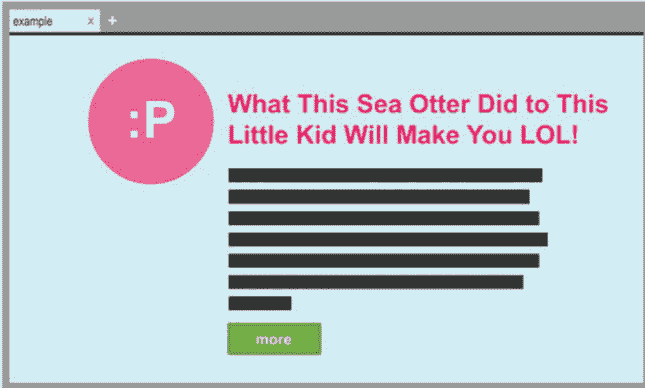 example x +
:P
What This Sea Otter Did to This
Little Kid Will Make You LOL!
more